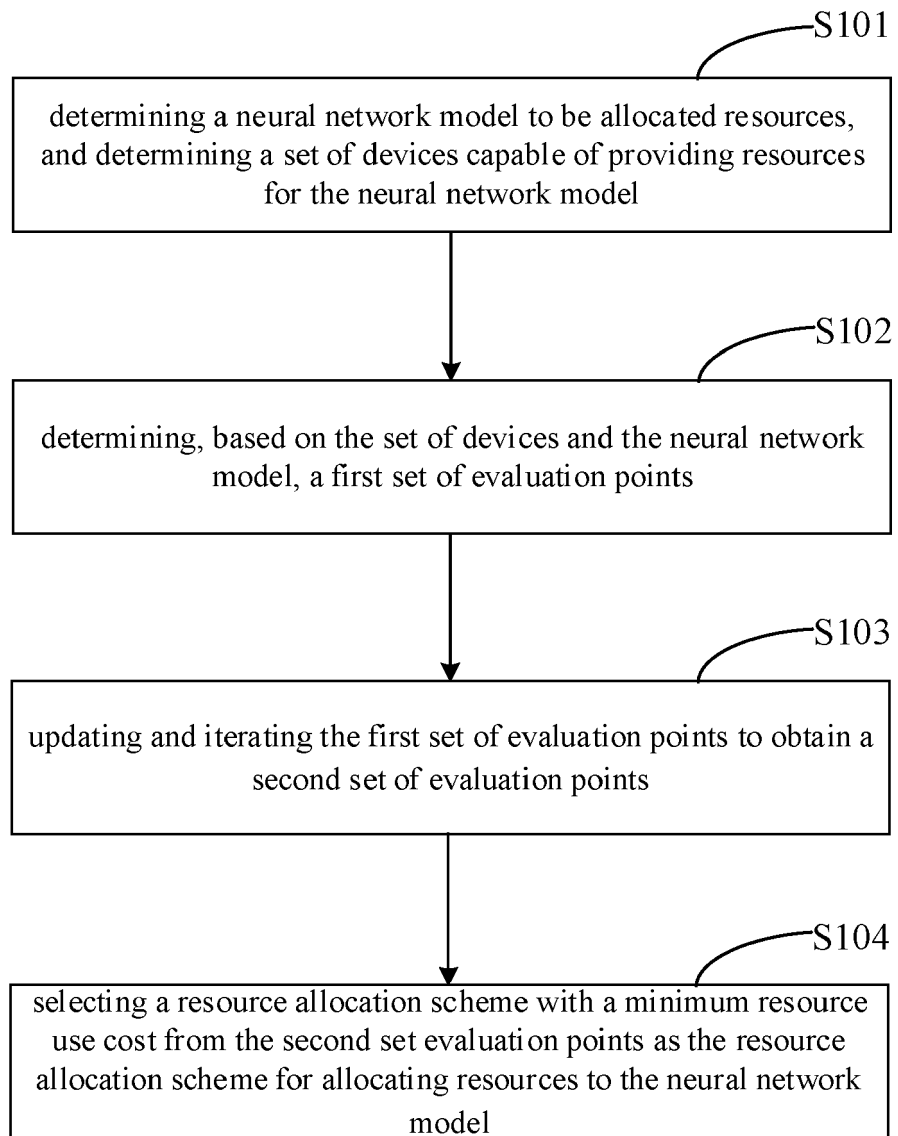 S101
determining a neural network model to be allocated resources,
and determining a set of devices capable of providing resources
for the neural network model
S102
determining, based on the set of devices and the neural network
model, a first set of evaluation points
S103
updating and iterating the first set of evaluation points to obtain a
second set of evaluation points
S104
selecting a resource allocation scheme with a minimum resource
use cost from the second set evaluation points as the resource
allocation scheme for allocating resources to the neural network
model